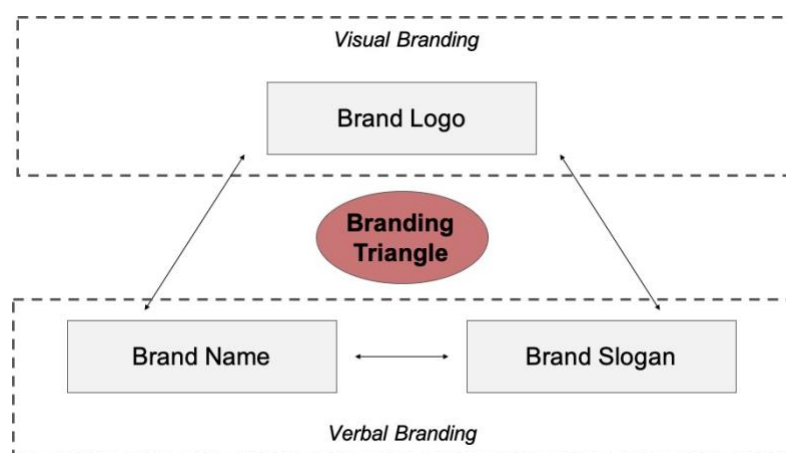 Visual Branding
Brand Logo
Branding
Triangle
Brand Name
Brand Slogan
Verbal Branding